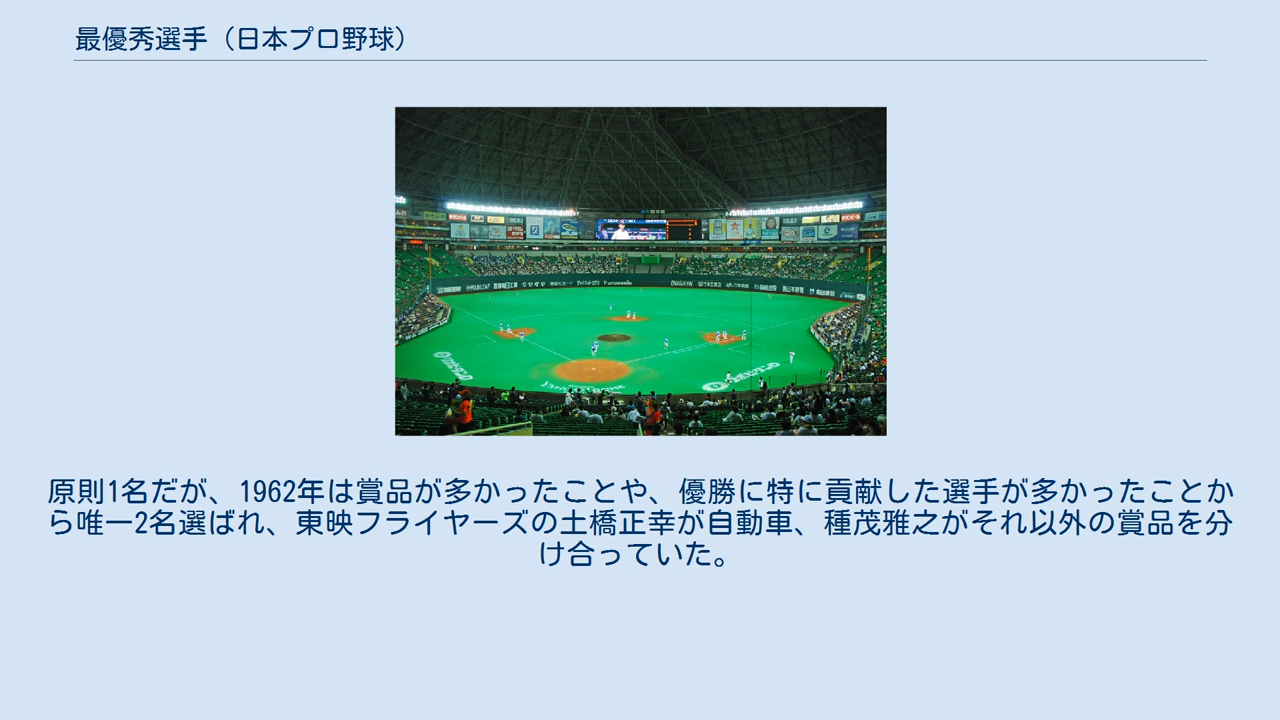 最優秀選手（日本プロ野球）
原則1名だが、1962年は賞品が多かったことや、優勝に特に貢献した選手が多かったことか
ら唯一2名選ばれ、東映フライヤーズの土橋正幸が自動車、種茂雅之がそれ以外の賞品を分
け合っていた。